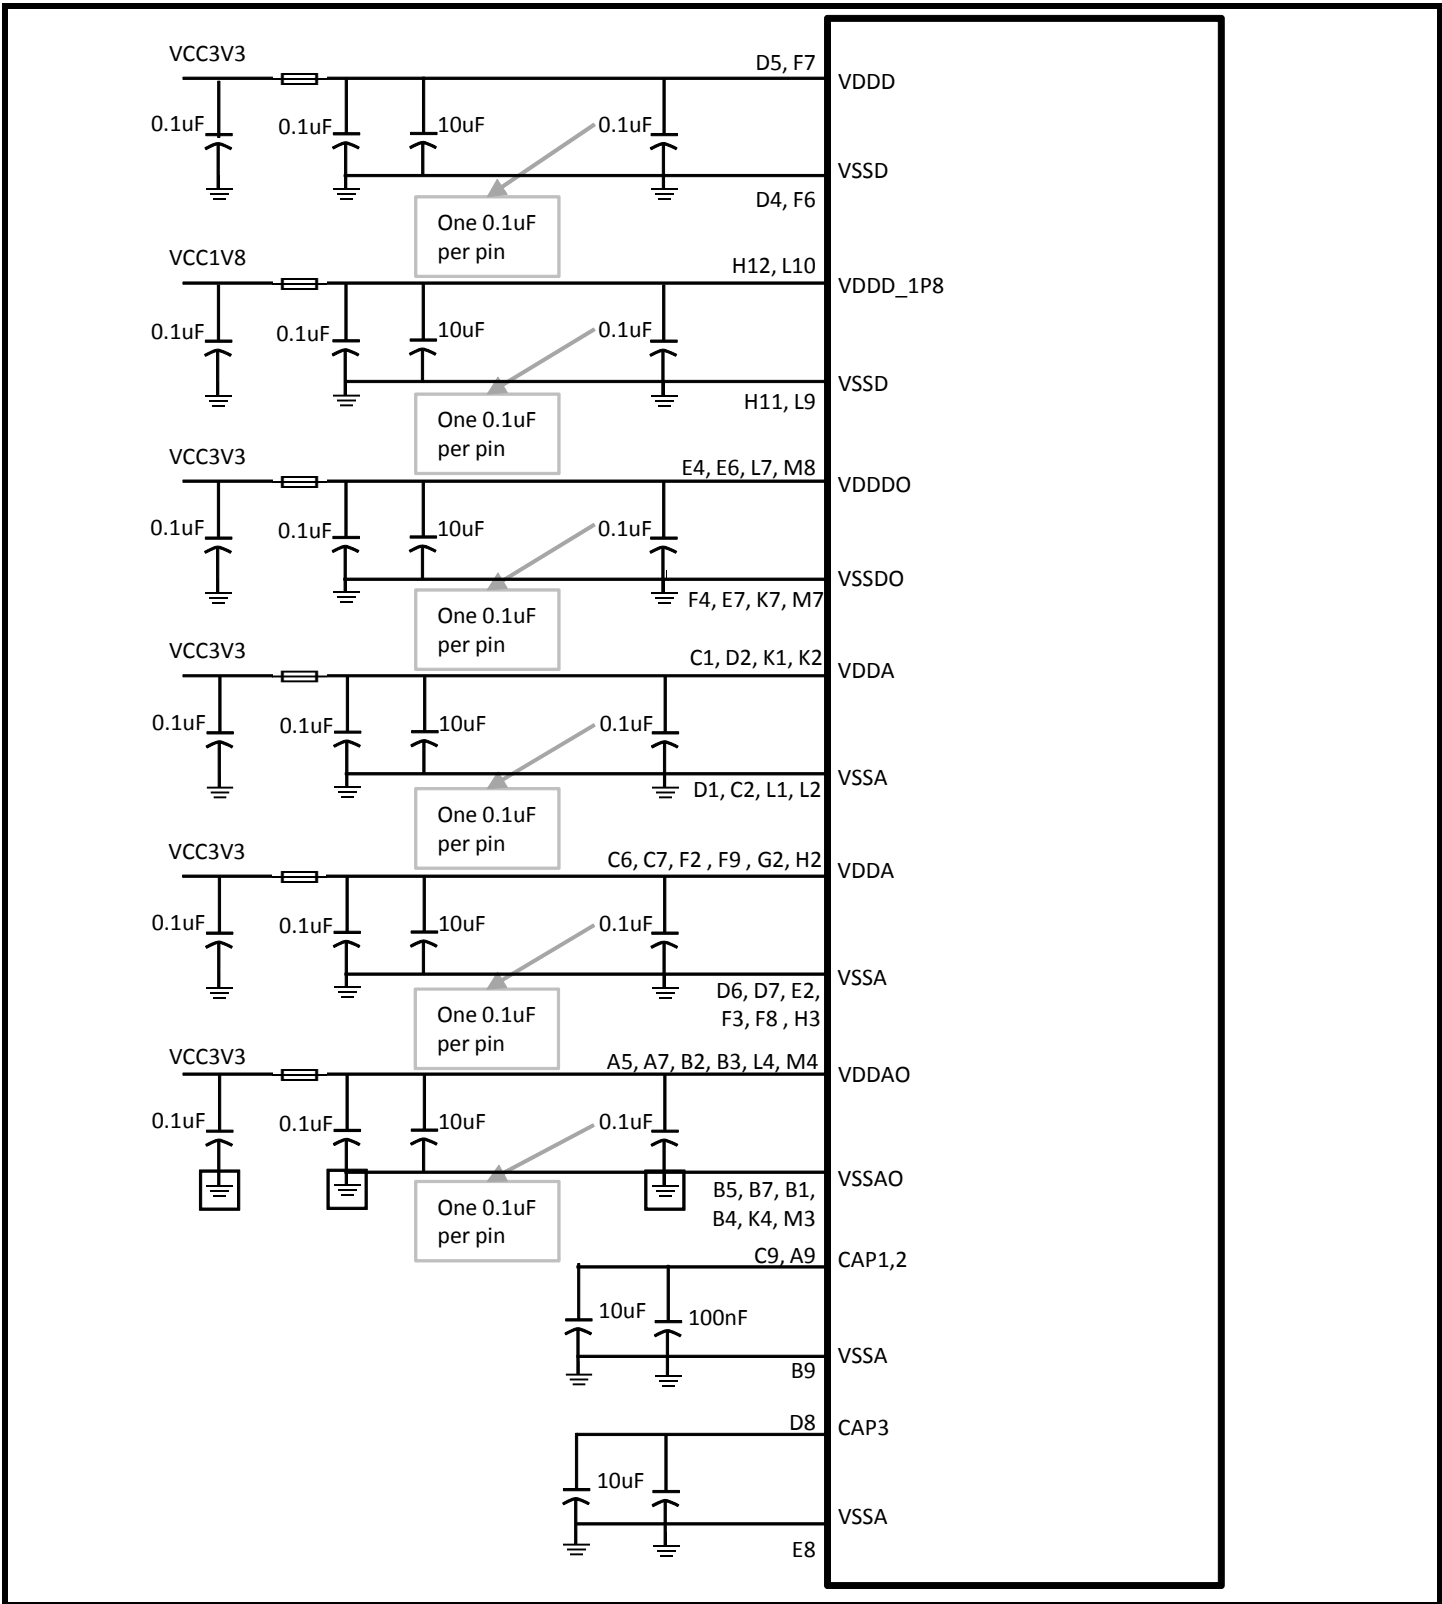 VCC3V3
D5, F7
VDDD
0.1uF
0.1uF
10uF
0.1uF
VSSD
D4, F6
One 0.1uF
per pin
VCC1V8
H12, L10
VDDD_1P8
0.1uF
0.1uF
10uF
0.1uF
VSSD
H11, L9
One 0.1uF
per pin
VCC3V3
E4, E6, L7, M8
VDDDO
0.1uF
0.1uF
10uF
0.1uF
VSSDO
F4, E7, K7, M7
One 0.1uF
per pin
VCC3V3
C1, D2, K1, K2
VDDA
0.1uF
0.1uF
10uF
0.1uF
VSSA
D1, C2, L1, L2
One 0.1uF
per pin
VCC3V3
C6, C7, F2 , F9 , G2, H2
VDDA
0.1uF
0.1uF
10uF
0.1uF
VSSA
D6, D7, E2,
F3, F8 , H3
One 0.1uF
per pin
VCC3V3
A5, A7, B2, B3, L4, M4
VDDAO
0.1uF
0.1uF
10uF
0.1uF
VSSAO
B5, B7, B1,
B4, K4, M3
One 0.1uF
per pin
C9, A9
CAP1,2
10uF
100nF
VSSA
B9
D8
CAP3
10uF
VSSA
E8